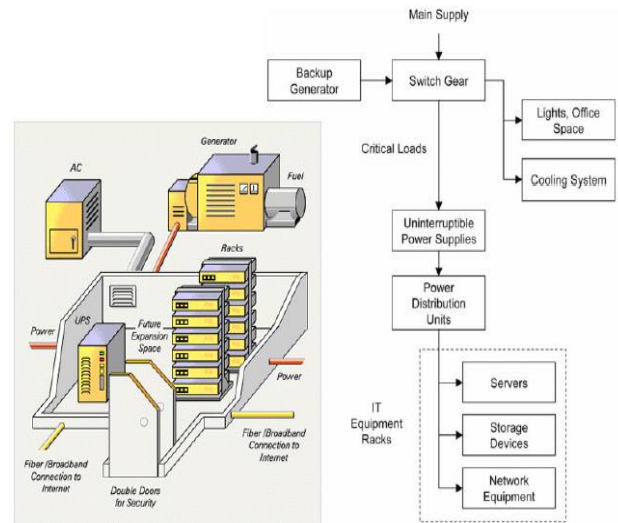 Main Supply
Backup
Generator
Switch Gear
Lights, Office
Space
Critical Loads
Cooling System
Uninterruptible
Power Supplies
Power
Distribution
Units
Servers
IT
Equipment
Racks
Storage
Devices
Network
Equipment
Generator
AC
Fuel
Racks
UPS
Future
Expansion
Space
Power
Power
Fiber /Broadband
Connection to
Internet
Double Doors
for Security
Fiber /Broadband
Connection to
Internet